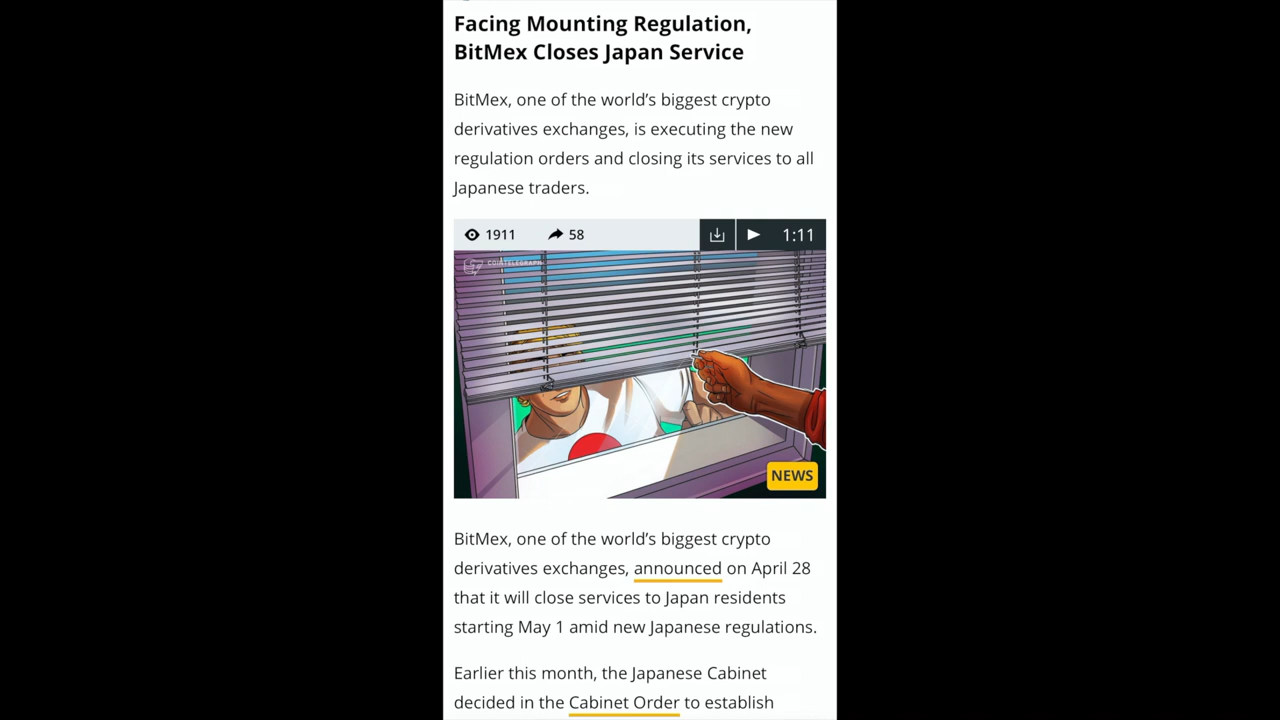 Facing Mounting Regulation,
BitMex Closes Japan Service
BitMex, one of the world’s biggest crypto
derivatives exchanges, is executing the new
regulation orders and closing its services to all
Japanese traders.
1911 58 1:11
COINTELEGRAPH
NEWS
BitMex, one of the world’s biggest crypto
derivatives exchanges, announced on April 28
that it will close services to Japan residents
starting May 1 amid new Japanese regulations.
Earlier this month, the Japanese Cabinet
decided in the Cabinet Order to establish